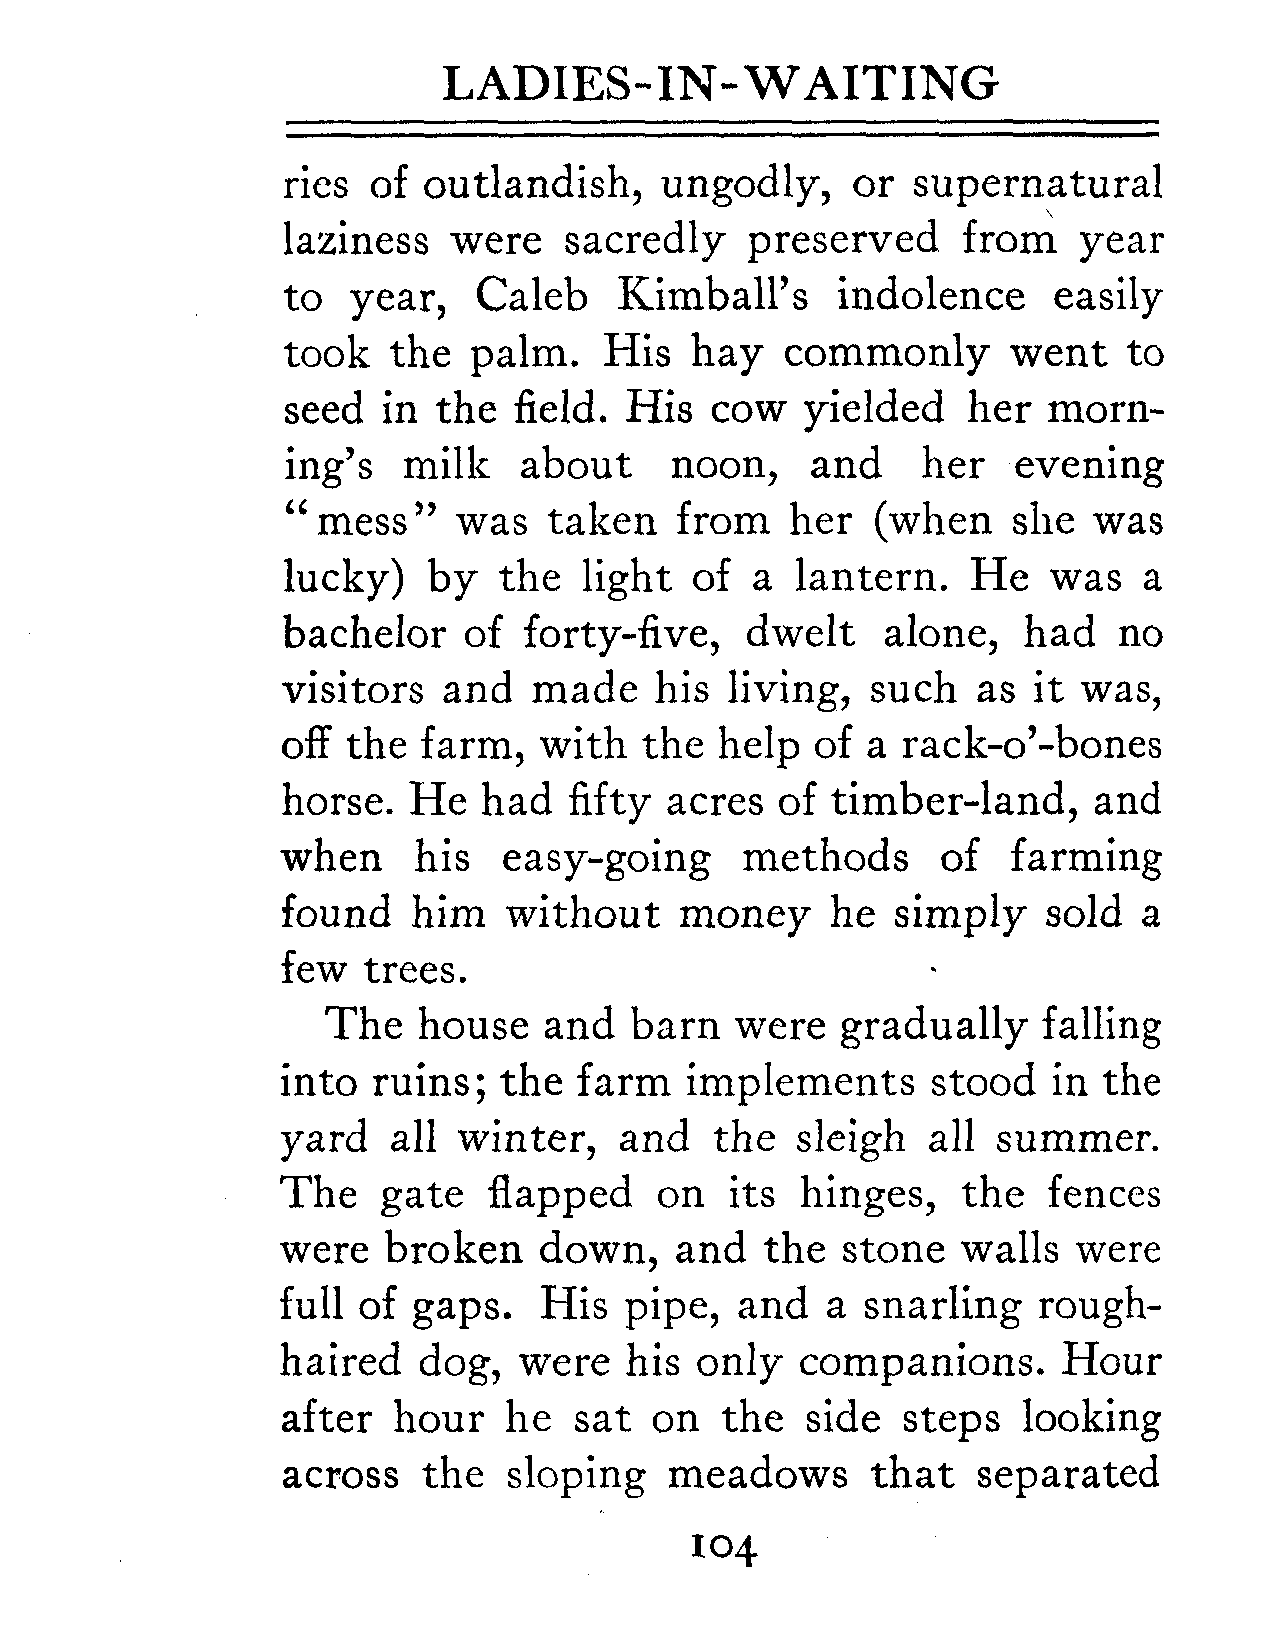 LADIES-IN-WAITING
ries of outlandish, ungodly, or supernatural
laziness were sacredly preserved from year
to year, Caleb Kimball's indolence easily
took the palm. His hay commonly went to
seed in the field. His cow yielded her morn-
ing's milk about noon, and her evening
"mess" was taken from her (when she was
lucky) by the light of a lantern. He was a
bachelor of forty-five, dwelt alone, had no
visitors and made his living, such as it was,
off the farm, with the help of a rack-o'-bones
horse. He had fifty acres of timber-land, and
when his easy-going methods of farming
found him without money he simply sold a
few trees.
The house and barn were gradually falling
into ruins; the farm implements stood in the
yard all winter, and the sleigh all summer.
The gate flapped on its hinges, the fences
were broken down, and the stone walls were
full of gaps. His pipe, and a snarling rough-
haired dog, were his only companions. Hour
after hour he sat on the side steps looking
across the sloping meadows that separated
104